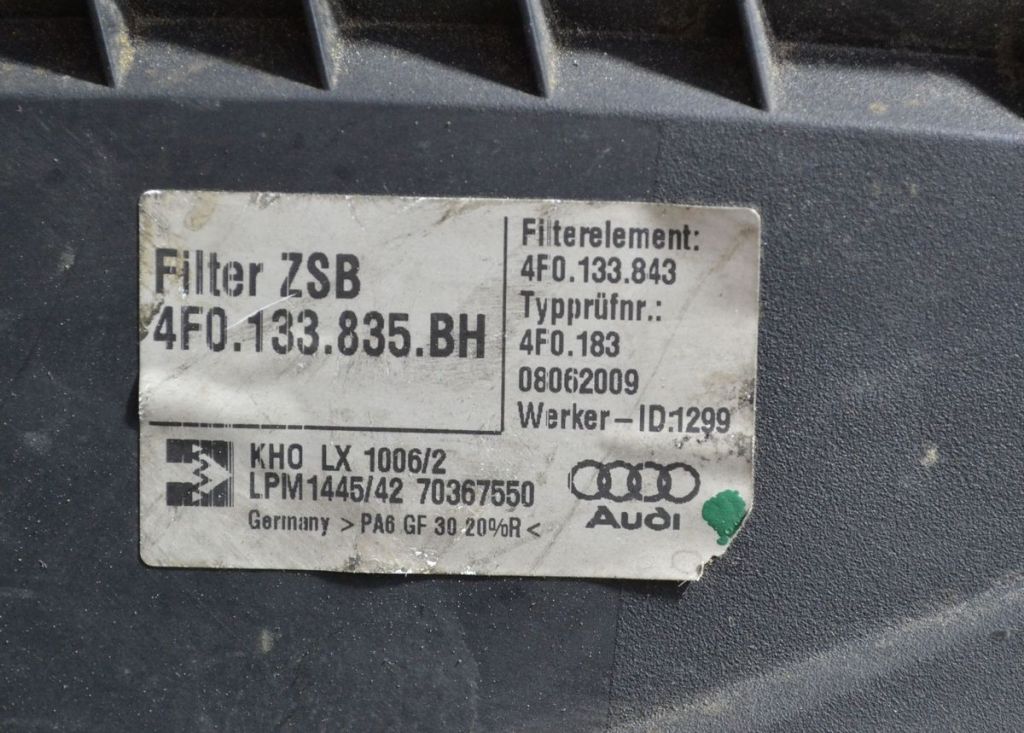 Filter ZSB
4F0.133.835.BH
Filterelement:
4F0.133.843
Typprüfnr.:
4F0.183
08062009
Werker-ID:1299
KHO LX 1006/2
LPM1445/42 70367550
Germany >PA6 GF 30 20%R<
Audi